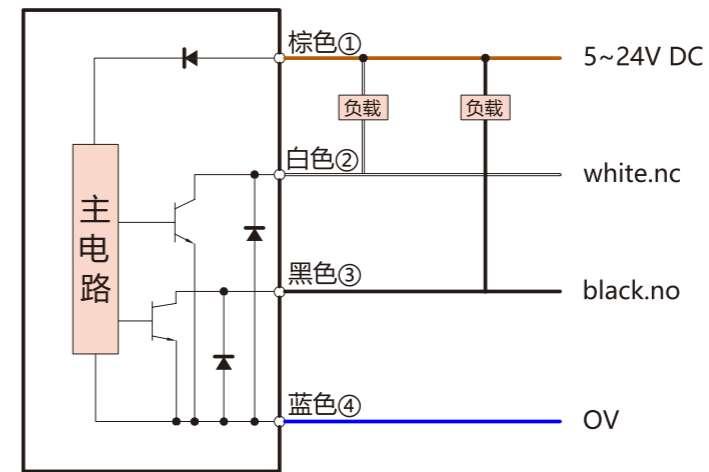 棕色①
5~24V DC
负载
负载
白色②
white.nc
主
电
路
黑色③
black.no
蓝色④
OV